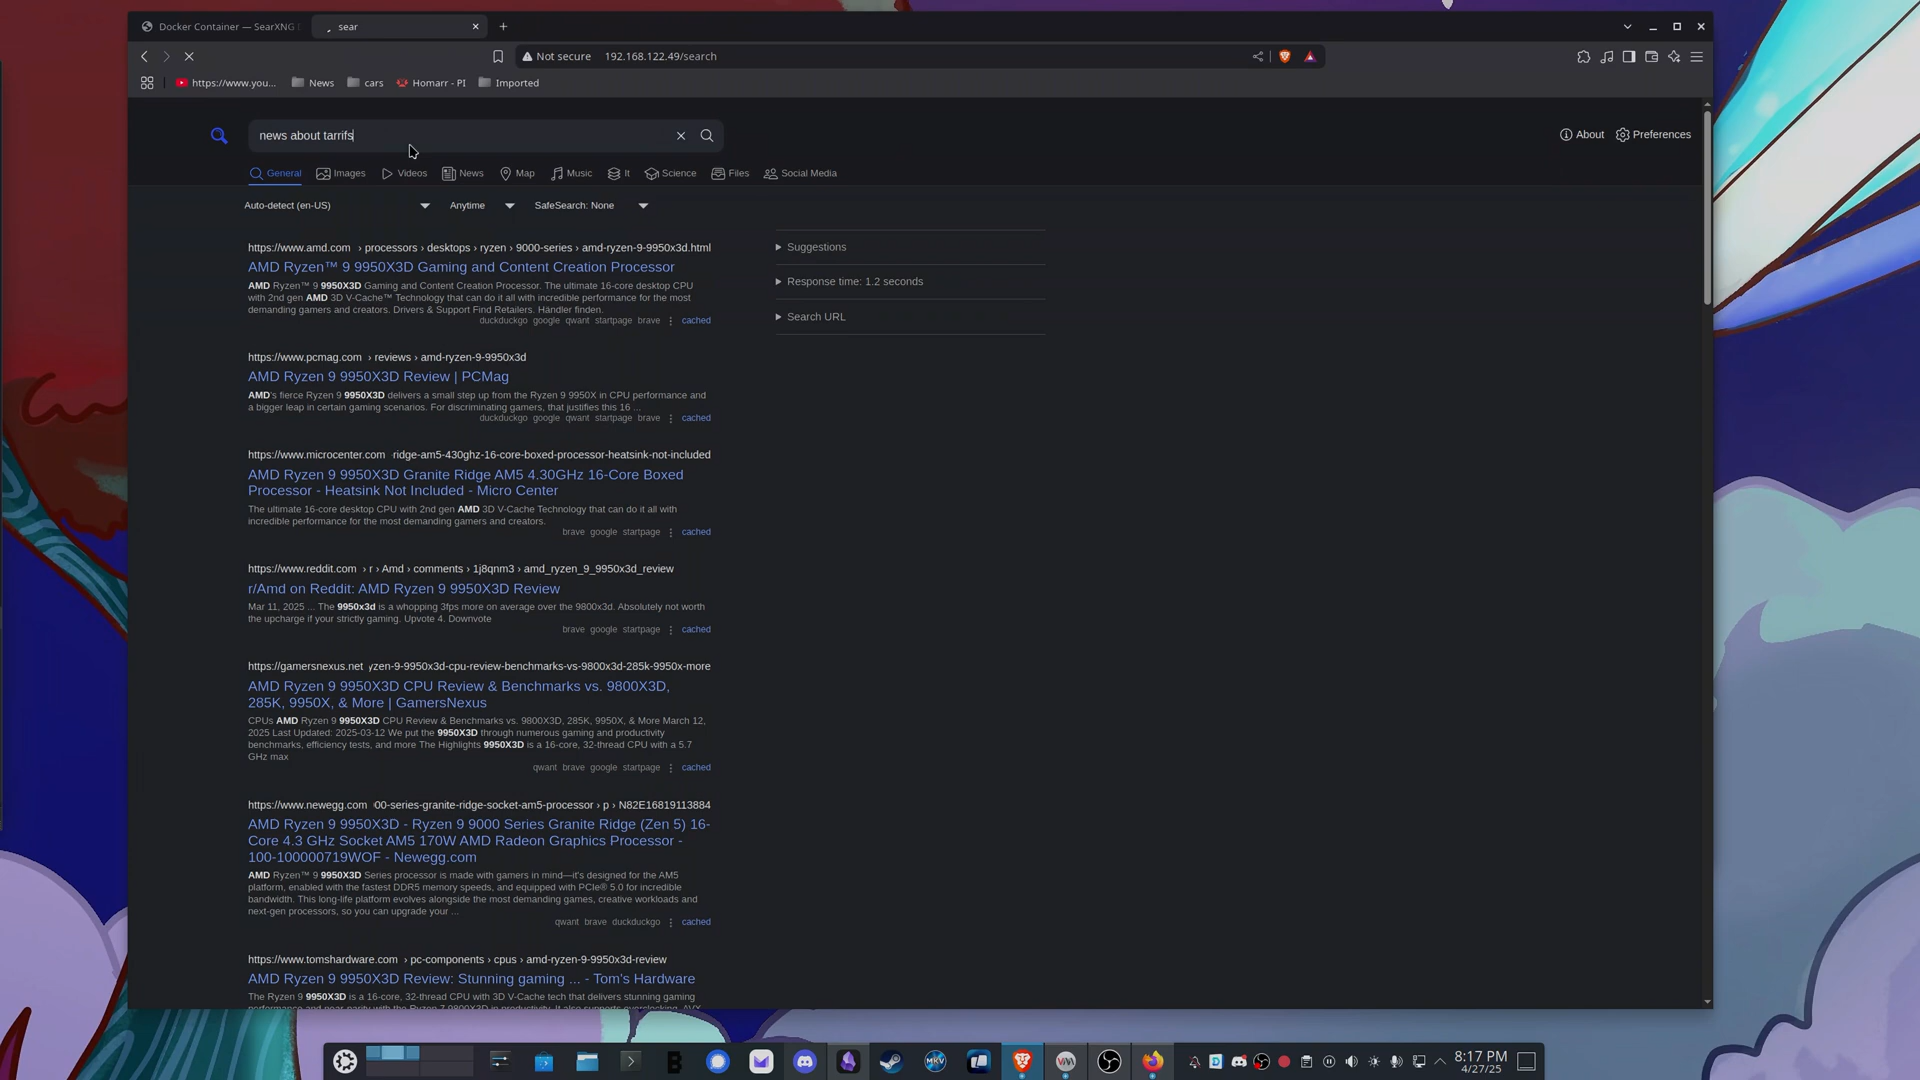 Docker Container — SearXNG
sear
Not secure 192.168.122.49/search
https://www.you...
News
cars
Homarr - PI
Imported
news about tarrifs
About
Preferences
General
Images
Videos
News
Map
Music
It
Science
Files
Social Media
Auto-detect (en-US)
Anytime
SafeSearch: None
https://www.amd.com › processors › desktops › ryzen › 9000-series › amd-ryzen-9-9950x3d.html
AMD Ryzen™ 9 9950X3D Gaming and Content Creation Processor
AMD Ryzen™ 9 9950X3D Gaming and Content Creation Processor. The ultimate 16-core desktop CPU
with 2nd gen AMD 3D V-Cache™ Technology that can do it all with incredible performance for the most
demanding gamers and creators. Drivers & Support Find Retailers. Händler finden.
duckduckgo google qwant startpage brave cached
https://www.pcmag.com › reviews › amd-ryzen-9-9950x3d
AMD Ryzen 9 9950X3D Review | PCMag
AMD's fierce Ryzen 9 9950X3D delivers a small step up from the Ryzen 9 9950X in CPU performance and
a bigger leap in certain gaming scenarios. For discriminating gamers, that justifies this 16 ...
duckduckgo google qwant startpage brave cached
https://www.microcenter.com ridge-am5-430ghz-16-core-boxed-processor-heatsink-not-included
AMD Ryzen 9 9950X3D Granite Ridge AM5 4.30GHz 16-Core Boxed
Processor - Heatsink Not Included - Micro Center
The ultimate 16-core desktop CPU with 2nd gen AMD 3D V-Cache Technology that can do it all with
incredible performance for the most demanding gamers and creators.
brave google startpage cached
https://www.reddit.com › r › Amd › comments › 1j8qnm3 › amd_ryzen_9_9950x3d_review
r/Amd on Reddit: AMD Ryzen 9 9950X3D Review
Mar 11, 2025 ... The 9950x3d is a whopping 3fps more on average over the 9800x3d. Absolutely not worth
the upcharge if your strictly gaming. Upvote 4. Downvote
brave google startpage cached
https://gamersnexus.net yzen-9-9950x3d-cpu-review-benchmarks-vs-9800x3d-285k-9950x-more
AMD Ryzen 9 9950X3D CPU Review & Benchmarks vs. 9800X3D,
285K, 9950X, & More | GamersNexus
CPUs AMD Ryzen 9 9950X3D CPU Review & Benchmarks vs. 9800X3D, 285K, 9950X, & More March 12,
2025 Last Updated: 2025-03-12 We put the 9950X3D through numerous gaming and productivity
benchmarks, efficiency tests, and more The Highlights 9950X3D is a 16-core, 32-thread CPU with a 5.7
GHz max
qwant brave google startpage cached
https://www.newegg.com 00-series-granite-ridge-socket-am5-processor › p › N82E16819113884
AMD Ryzen 9 9950X3D - Ryzen 9 9000 Series Granite Ridge (Zen 5) 16-
Core 4.3 GHz Socket AM5 170W AMD Radeon Graphics Processor -
100-100000719WOF - Newegg.com
AMD Ryzen™ 9 9950X3D Series processor is made with gamers in mind—it's designed for the AM5
platform, enabled with the fastest DDR5 memory speeds, and equipped with PCIe® 5.0 for incredible
bandwidth. This long-life platform evolves alongside the most demanding games, creative workloads and
next-gen processors, so you can upgrade your ...
qwant brave duckduckgo cached
https://www.tomshardware.com › pc-components › cpus › amd-ryzen-9-9950x3d-review
AMD Ryzen 9 9950X3D Review: Stunning gaming ... - Tom's Hardware
The Ryzen 9 9950X3D is a 16-core, 32-thread CPU with 3D V-Cache tech that delivers stunning gaming
Suggestions
Response time: 1.2 seconds
Search URL
8:17 PM
4/27/25